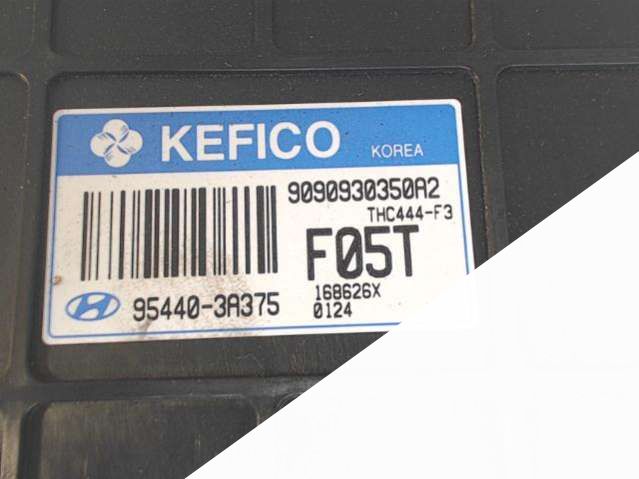 KEFICO KOREA
9090930350A2
THC444-F3
F05T
95440-3A375
168626X
0124